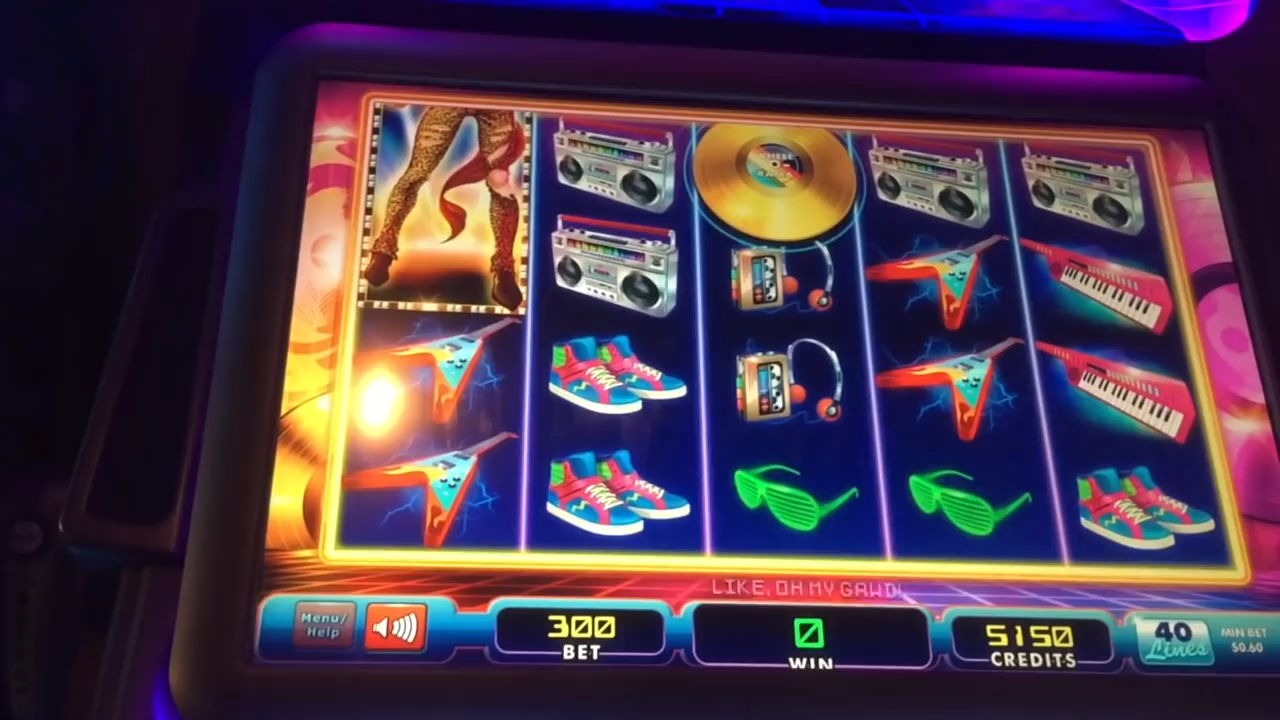 LIKE, OH MY GAWD!
Menu/
Help
300
BET
0
WIN
5150
CREDITS
40
Lines
MIN BET
$0.60